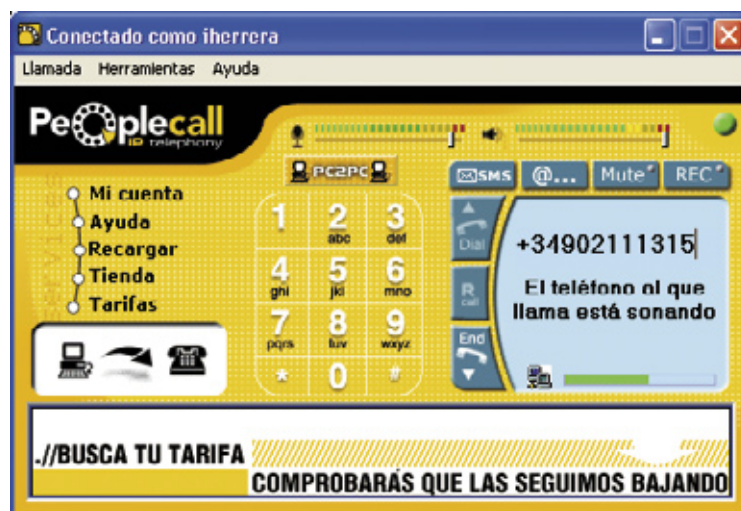 Conectado como iherrera
Llamada Herramientas Ayuda
Peoplecall
IP telephony
PC2PC
SMS @... Mute REC
SERVICES
Mi cuenta
Ayuda
Recargar
Tienda
Tarifas
1 2 3
abc def
4 5 6
ghi jkl mno
7 8 9
pqrs tuv wxyz
* 0 #
Dial
R
call
End
+34902111315
El teléfono al que
llama está sonando
.//BUSCA TU TARIFA
COMPROBARÁS QUE LAS SEGUIMOS BAJANDO